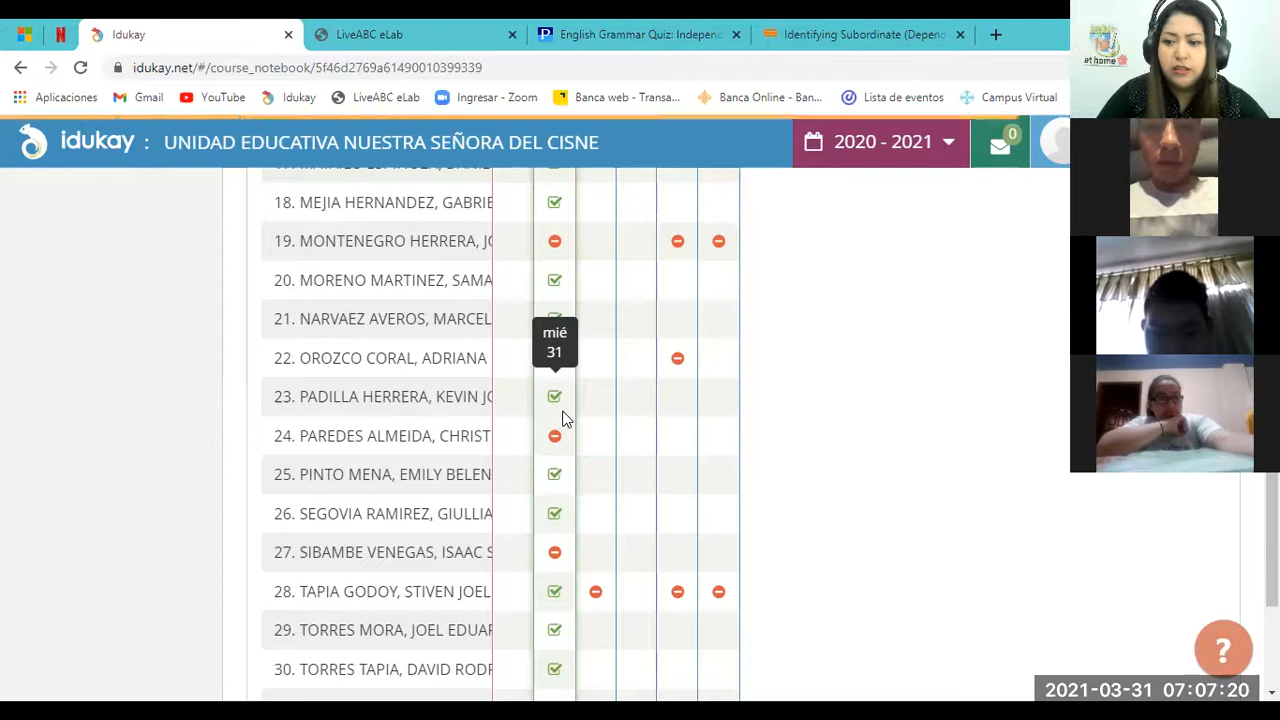 Idukay
LiveABC eLab
English Grammar Quiz: Indepen
Identifying Subordinate (Depend
idukay.net/#/course_notebook/5f46d2769a61490010399339
Aplicaciones
Gmail
YouTube
Idukay
LiveABC eLab
Ingresar - Zoom
Banca web - Transa...
Banca Online - Ban...
Lista de eventos
Campus Virtual
idukay : UNIDAD EDUCATIVA NUESTRA SEÑORA DEL CISNE
2020 - 2021
0
at home
18. MEJIA HERNANDEZ, GABRIE
19. MONTENEGRO HERRERA, JO
20. MORENO MARTINEZ, SAMA
21. NARVAEZ AVEROS, MARCEL
mié
31
22. OROZCO CORAL, ADRIANA
23. PADILLA HERRERA, KEVIN JO
24. PAREDES ALMEIDA, CHRIST
25. PINTO MENA, EMILY BELEN
26. SEGOVIA RAMIREZ, GIULLIA
27. SIBAMBE VENEGAS, ISAAC S
28. TAPIA GODOY, STIVEN JOEL
29. TORRES MORA, JOEL EDUAR
30. TORRES TAPIA, DAVID RODR
?
2021-03-31 07:07:20